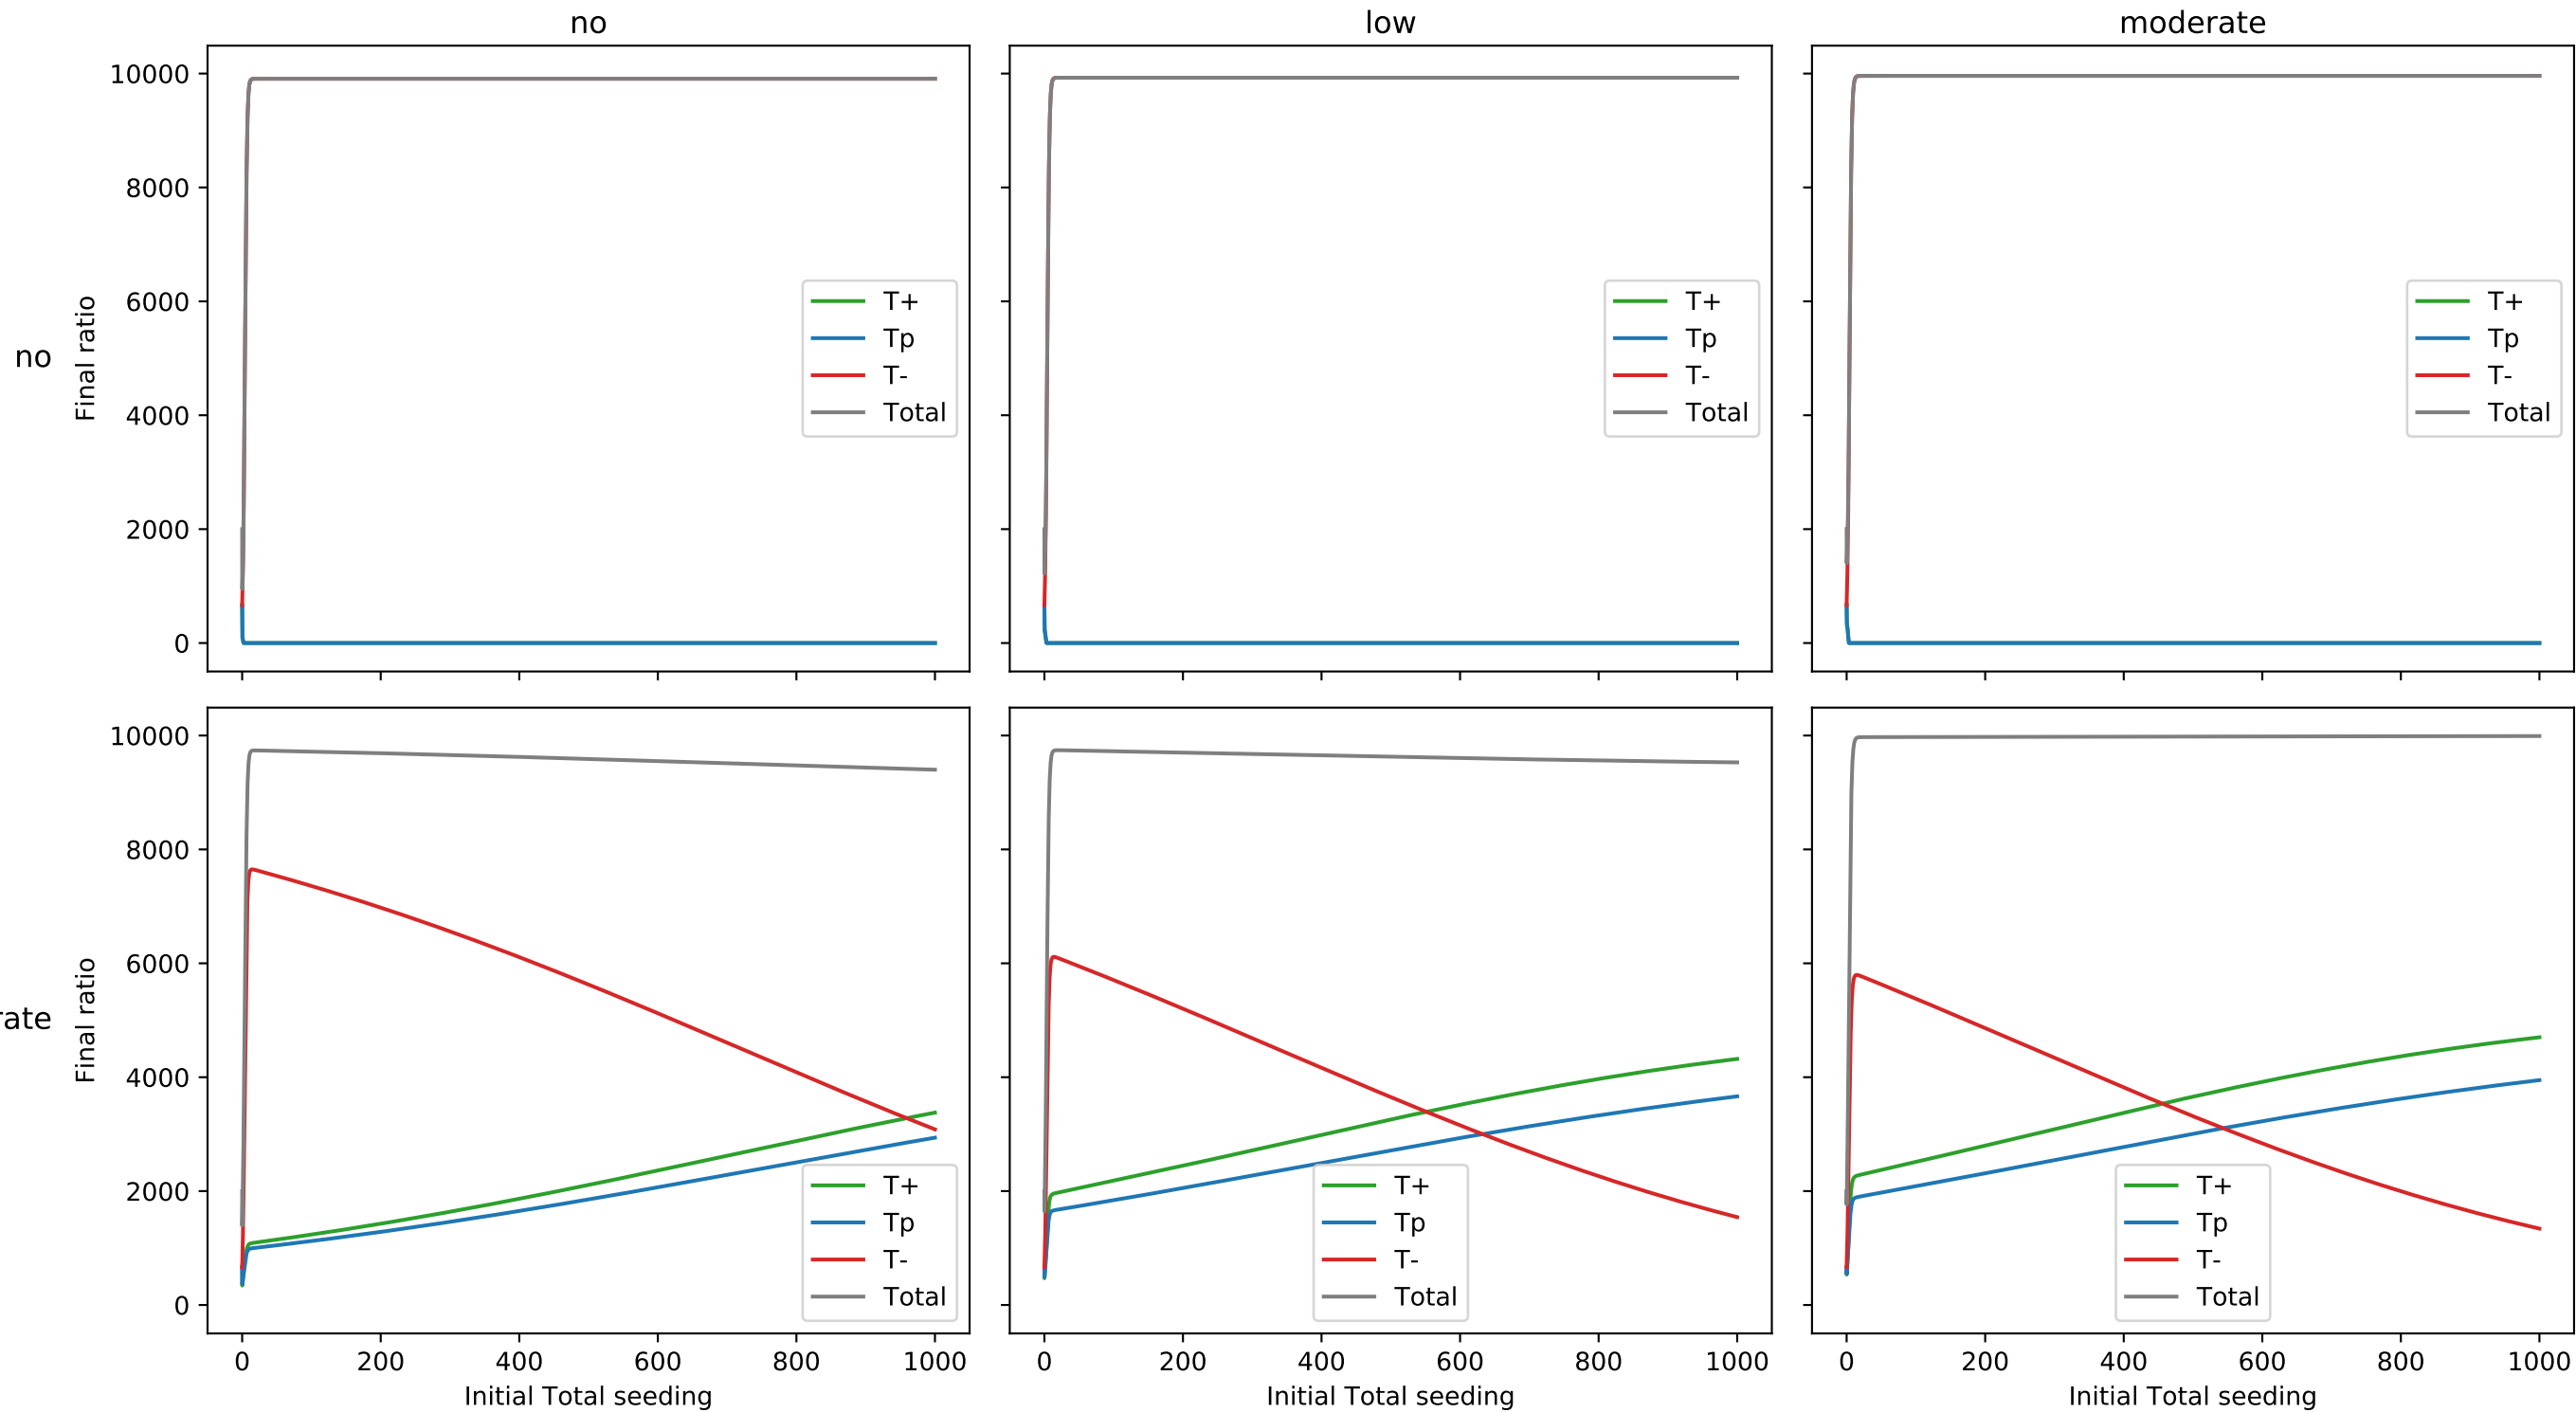 no low moderate
10000
8000
6000
4000
2000
0
Final ratio
no
T+
Tp
T-
Total
T+
Tp
T-
Total
T+
Tp
T-
Total
10000
8000
6000
4000
2000
0
Final ratio
rate
T+
Tp
T-
Total
T+
Tp
T-
Total
T+
Tp
T-
Total
0 200 400 600 800 1000
0 200 400 600 800 1000
0 200 400 600 800 1000
Initial Total seeding
Initial Total seeding
Initial Total seeding